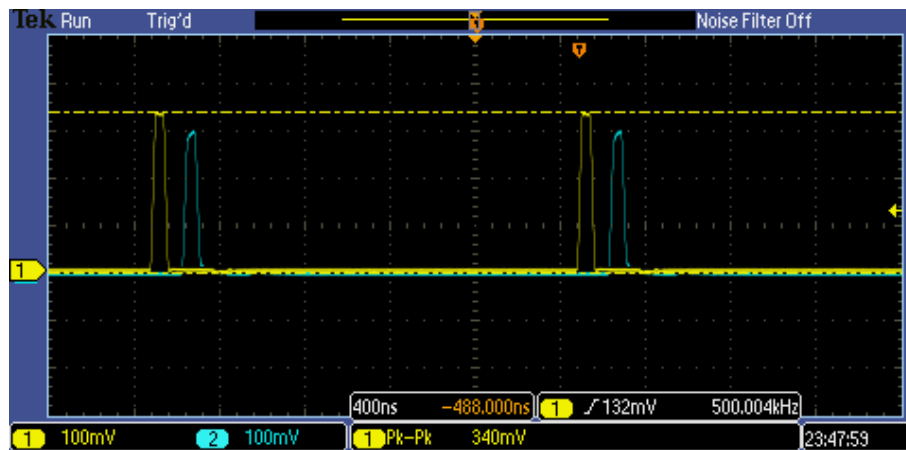 Tek Run Trig'd Noise Filter Off
T
T
1
400ns -488.000ns 1 132mV 500.004kHz
1 100mV 2 100mV 1 Pk-Pk 340mV 23:47:59